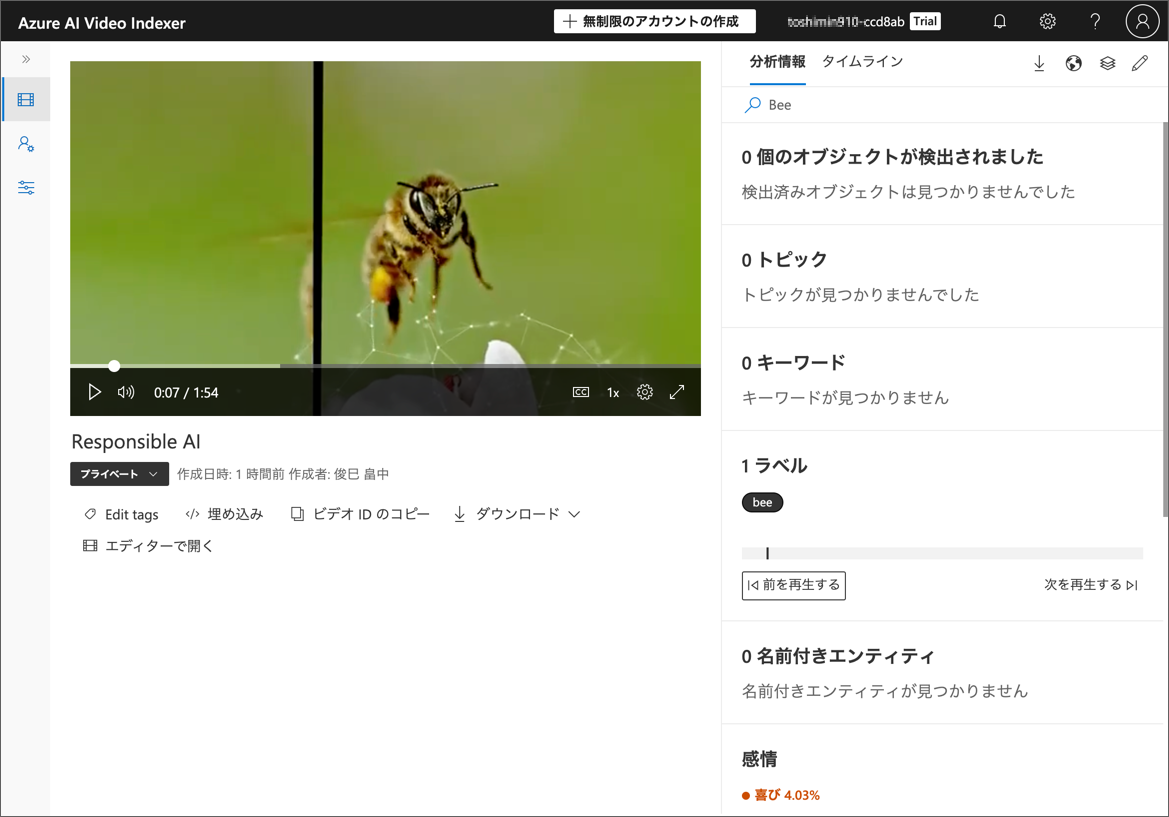 Azure AI Video Indexer
無制限のアカウントの作成
-ccd8ab Trial
分析情報 タイムライン
Bee
0 個のオブジェクトが検出されました
検出済みオブジェクトは見つかりませんでした
0 トピック
トピックが見つかりませんでした
0 キーワード
キーワードが見つかりません
1 ラベル
bee
前を再生する 次を再生する
0 名前付きエンティティ
名前付きエンティティが見つかりません
感情
喜び 4.03%
0:07 / 1:54
CC 1x
Responsible AI
プライベート 作成日時: 1 時間前 作成者: 俊巳 畠中
Edit tags 埋め込み ビデオ ID のコピー ダウンロード
エディターで開く